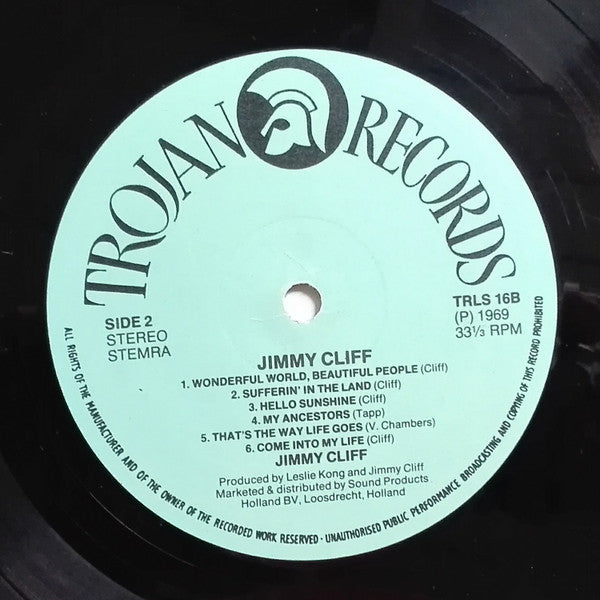 TROJAN RECORDS
SIDE 2
STEREO
STEMRA
TRLS 16B
(P) 1969
33⅓ RPM
JIMMY CLIFF
1. WONDERFUL WORLD, BEAUTIFUL PEOPLE (Cliff)
2. SUFFERIN' IN THE LAND (Cliff)
3. HELLO SUNSHINE (Cliff)
4. MY ANCESTORS (Tapp)
5. THAT'S THE WAY LIFE GOES (V. Chambers)
6. COME INTO MY LIFE (Cliff)
JIMMY CLIFF
Produced by Leslie Kong and Jimmy Cliff
Marketed & distributed by Sound Products
Holland BV, Loosdrecht, Holland
ALL RIGHTS OF THE MANUFACTURER AND OF THE OWNER OF THE RECORDED WORK RESERVED · UNAUTHORISED PUBLIC PERFORMANCE BROADCASTING AND COPYING OF THIS RECORD PROHIBITED